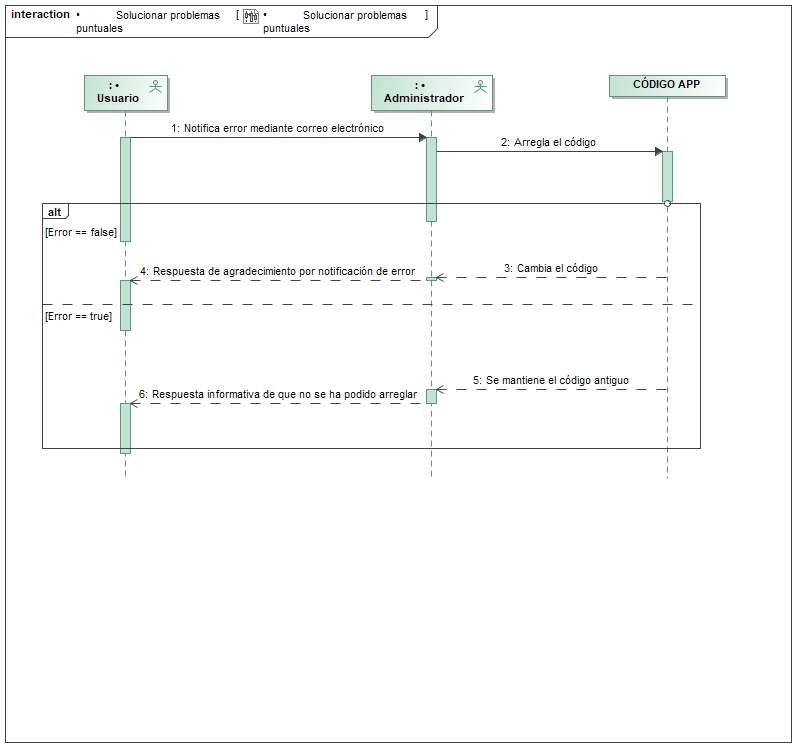 interaction • Solucionar problemas puntuales [ • Solucionar problemas puntuales ]
: •
Usuario
: •
Administrador
CÓDIGO APP
1: Notifica error mediante correo electrónico
2: Arregla el código
alt
[Error == false]
3: Cambia el código
4: Respuesta de agradecimiento por notificación de error
[Error == true]
5: Se mantiene el código antiguo
6: Respuesta informativa de que no se ha podido arreglar